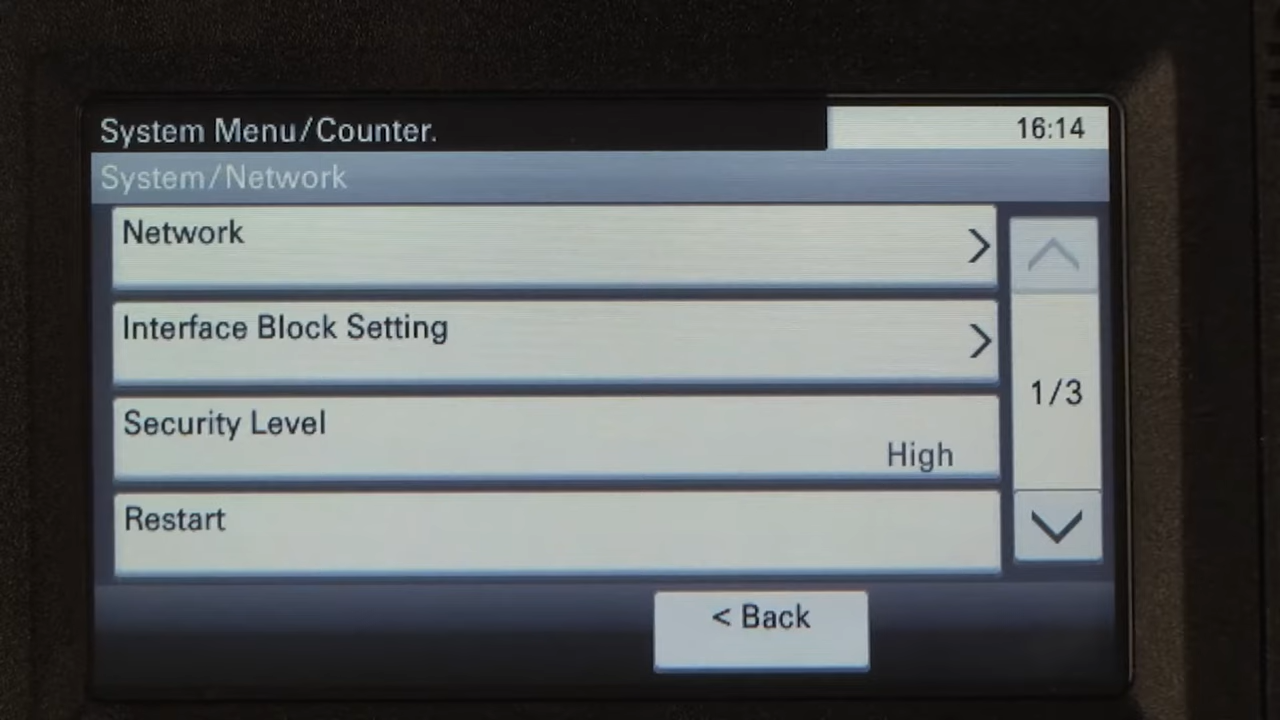 System Menu/Counter.
16:14
System/Network
Network
Interface Block Setting
Security Level
High
1/3
Restart
< Back